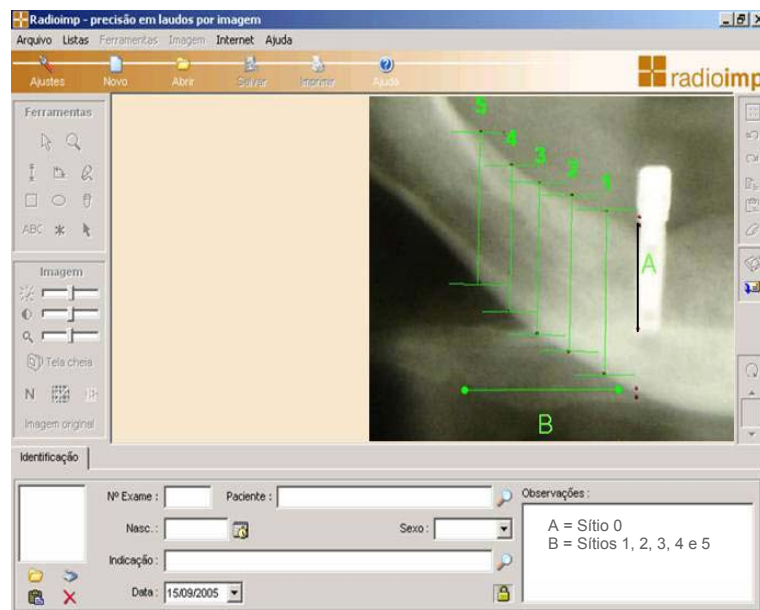 Radioimp - precisão em laudos por imagem
Arquivo Listas Ferramentas Imagem Internet Ajuda
Ajustes Novo Abrir Salvar Imprimir Ajuda
radioimp
Ferramentas
ABC
Imagem
Tela cheia
N
Imagem original
5
4
3
2
1
A
B
Identificação
Nº Exame :
Paciente :
Nasc. :
Sexo :
Indicação :
Data : 15/09/2005
Observações :
A = Sítio 0
B = Sítios 1, 2, 3, 4 e 5